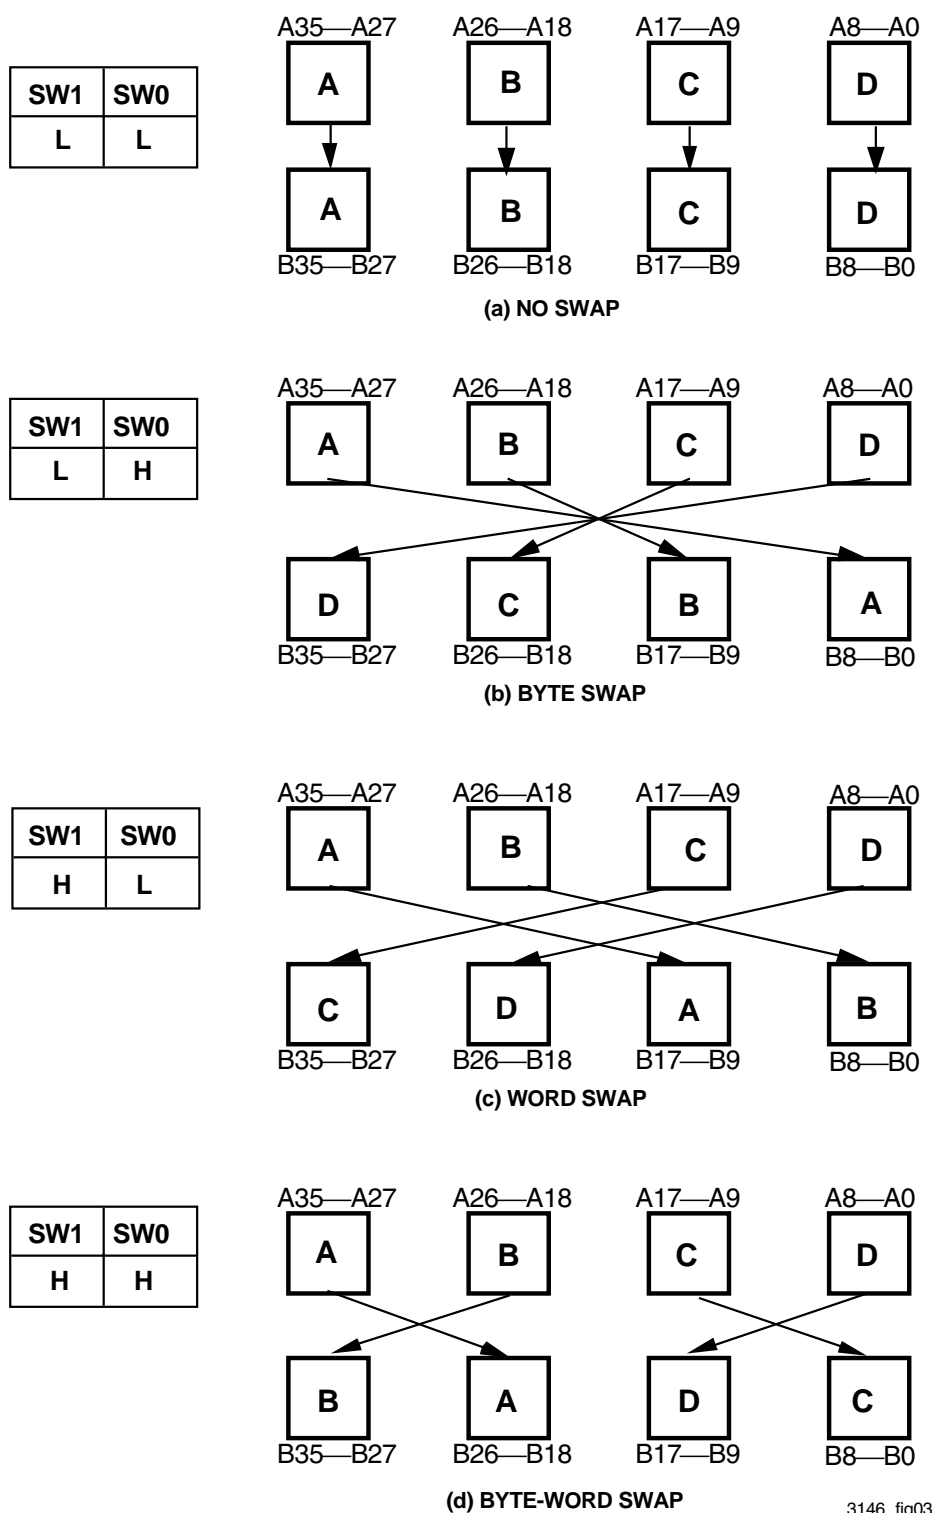 A35—A27 A26—A18 A17—A9 A8—A0
A B C D
SW1 SW0
L L
A B C D
B35—B27 B26—B18 B17—B9 B8—B0
(a) NO SWAP
A35—A27 A26—A18 A17—A9 A8—A0
SW1 SW0
A B C D
L H
D C B A
B35—B27 B26—B18 B17—B9 B8—B0
(b) BYTE SWAP
A35—A27 A26—A18 A17—A9 A8—A0
SW1 SW0
A B C D
H L
C D A B
B35—B27 B26—B18 B17—B9 B8—B0
(c) WORD SWAP
A35—A27 A26—A18 A17—A9 A8—A0
SW1 SW0
A B C D
H H
B A D C
B35—B27 B26—B18 B17—B9 B8—B0
(d) BYTE-WORD SWAP
3146 fig03